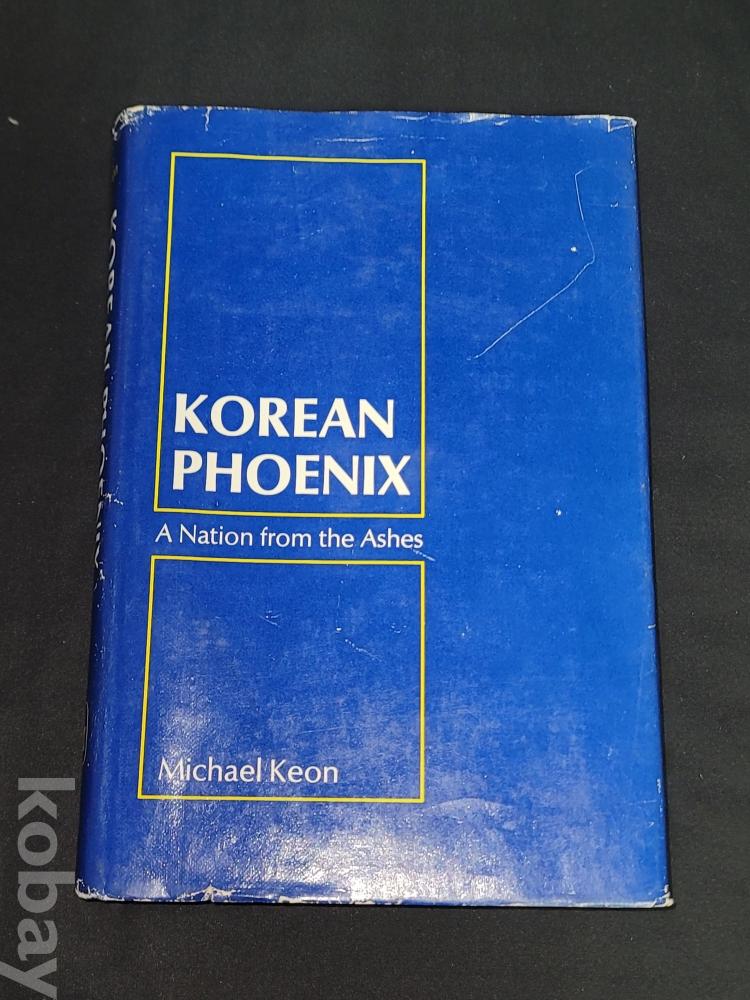 KOREAN
PHOENIX
A Nation from the Ashes
Michael Keon
KOREAN PHOENIX
kobay